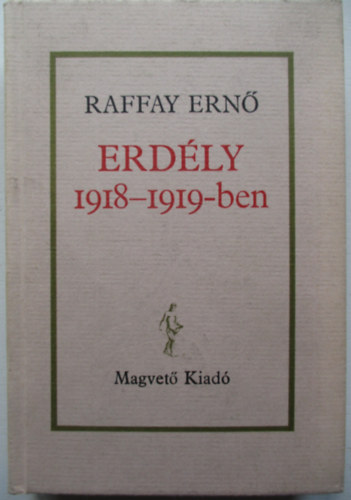 RAFFAY ERNŐ
ERDÉLY
1918–1919-ben
Magvető Kiadó